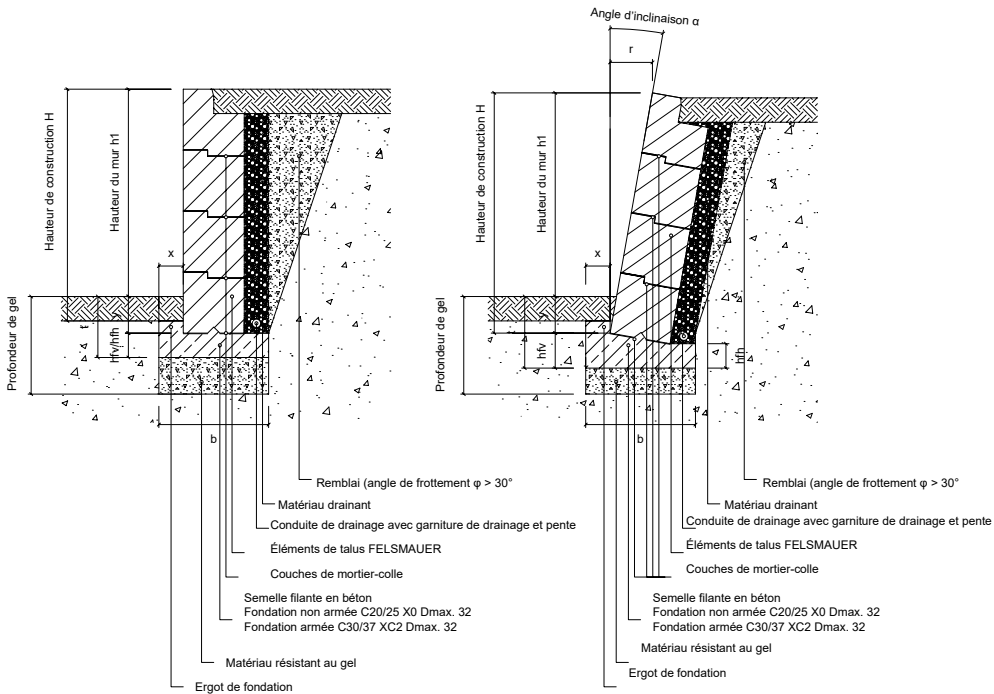 Angle d'inclinaison α
r
Hauteur de construction H
Hauteur du mur h1
x
Profondeur de gel
t
hfv/hfh
y
b
Remblai (angle de frottement φ > 30°
Matériau drainant
Conduite de drainage avec garniture de drainage et pente
Éléments de talus FELSMAUER
Couches de mortier-colle
Semelle filante en béton
Fondation non armée C20/25 X0 Dmax. 32
Fondation armée C30/37 XC2 Dmax. 32
Matériau résistant au gel
Ergot de fondation
Hauteur de construction H
Hauteur du mur h1
x
Profondeur de gel
hfv
y
hfh
b
Remblai (angle de frottement φ > 30°
Matériau drainant
Conduite de drainage avec garniture de drainage et pente
Éléments de talus FELSMAUER
Couches de mortier-colle
Semelle filante en béton
Fondation non armée C20/25 X0 Dmax. 32
Fondation armée C30/37 XC2 Dmax. 32
Matériau résistant au gel
Ergot de fondation